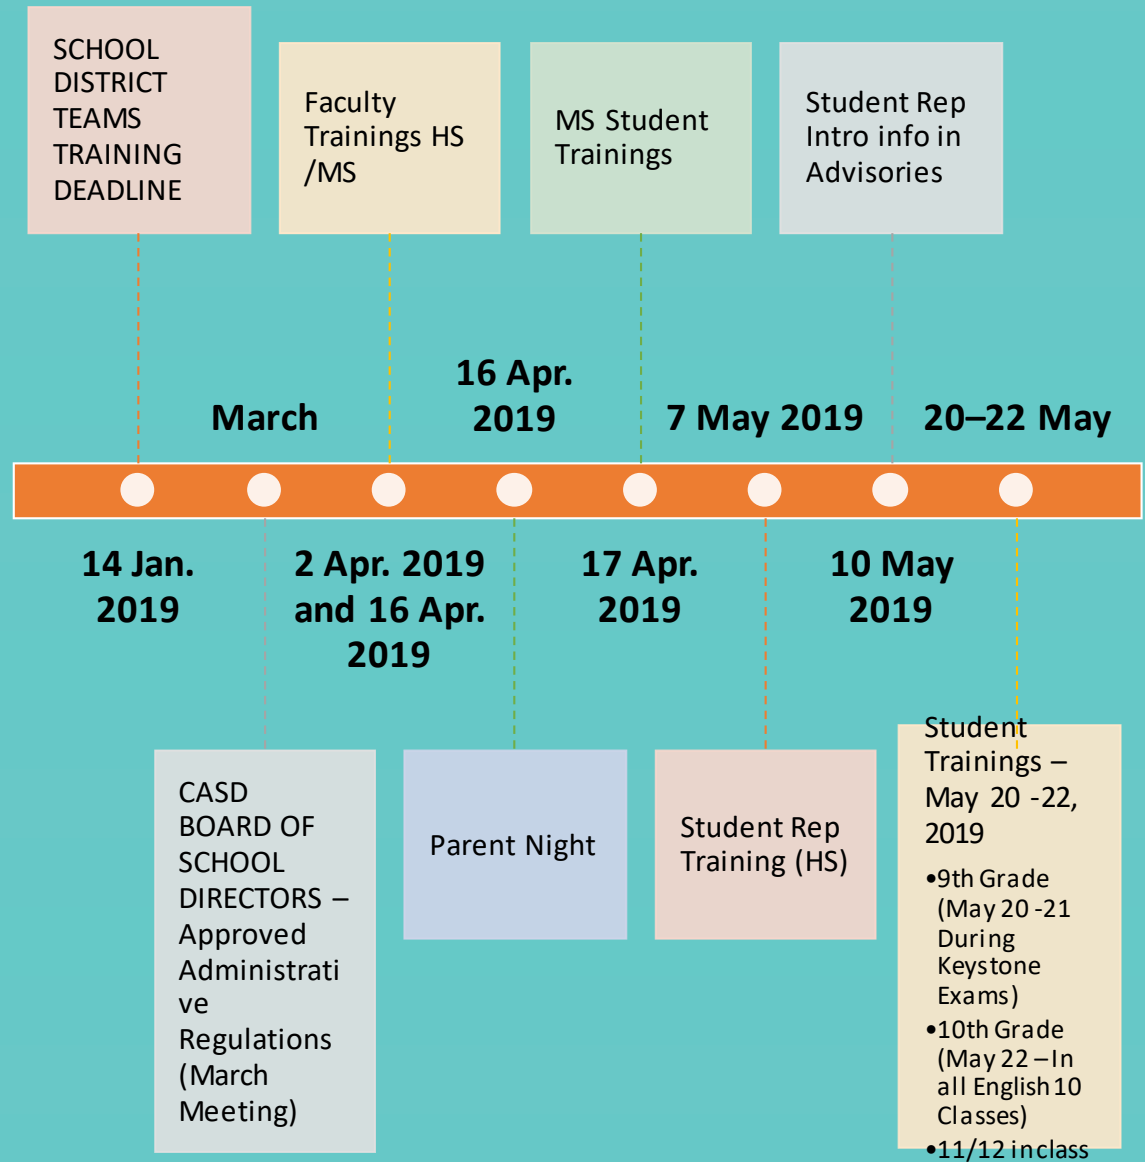 SCHOOL
DISTRICT
TEAMS
TRAINING
DEADLINE
Faculty
Trainings HS
/MS
MS Student
Trainings
Student Rep
Intro info in
Advisories
March
16 Apr.
2019
7 May 2019
20–22 May
14 Jan.
2019
2 Apr. 2019
and 16 Apr.
2019
17 Apr.
2019
10 May
2019
CASD
BOARD OF
SCHOOL
DIRECTORS –
Approved
Administrati
ve
Regulations
(March
Meeting)
Parent Night
Student Rep
Training (HS)
Student
Trainings –
May 20 -22,
2019
•9th Grade
(May 20 -21
During
Keystone
Exams)
•10th Grade
(May 22 – In
all English 10
Classes)
•11/12 in class